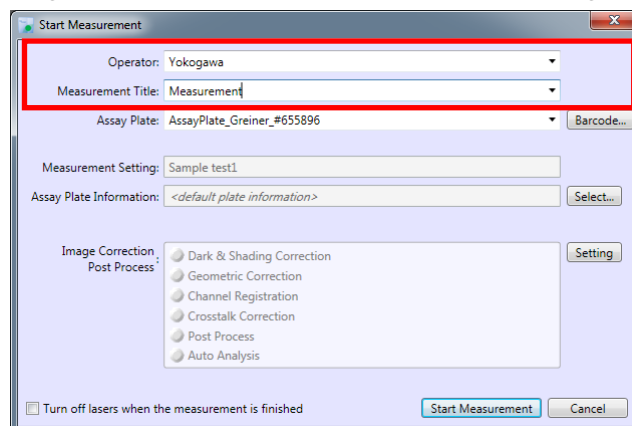 Start Measurement
Operator: Yokogawa
Measurement Title: Measurement
Assay Plate: AssayPlate_Greiner_#655896 Barcode...
Measurement Setting: Sample test1
Assay Plate Information: <default plate information> Select...
Image Correction
Post Process :
Dark & Shading Correction
Geometric Correction
Channel Registration
Crosstalk Correction
Post Process
Auto Analysis
Setting
Turn off lasers when the measurement is finished Start Measurement Cancel